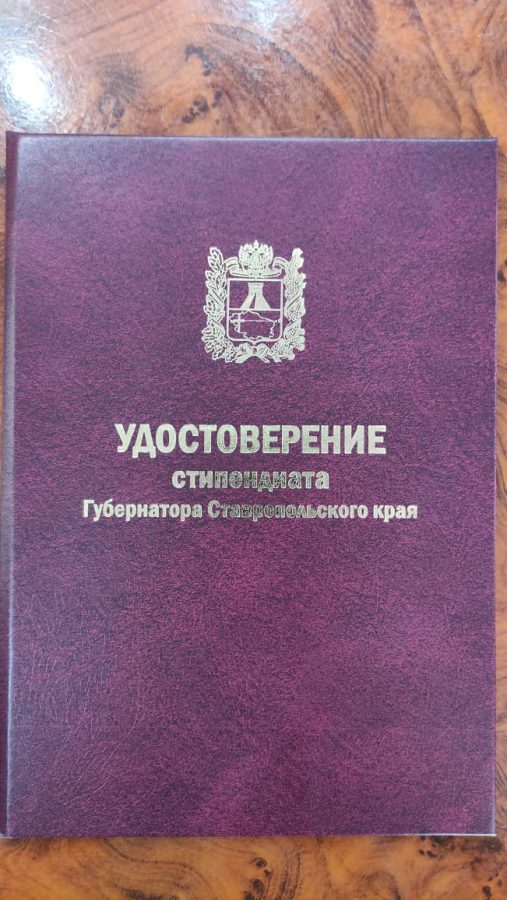 УДОСТОВЕРЕНИЕ
стипендиата
Губернатора Ставропольского края